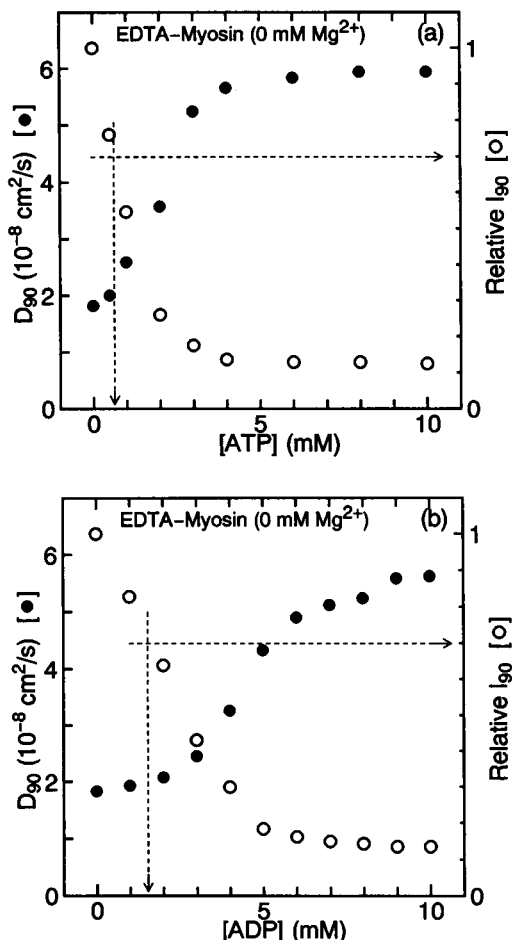 EDTA–Myosin (0 mM Mg²⁺) (a)
6
4
2
0
D₉₀ (10⁻⁸ cm²/s) [●]
1
0
Relative I₉₀ [○]
0 5 10
[ATP] (mM)
EDTA–Myosin (0 mM Mg²⁺) (b)
6
4
2
0
D₉₀ (10⁻⁸ cm²/s) [●]
1
0
Relative I₉₀ [○]
0 5 10
[ADP] (mM)